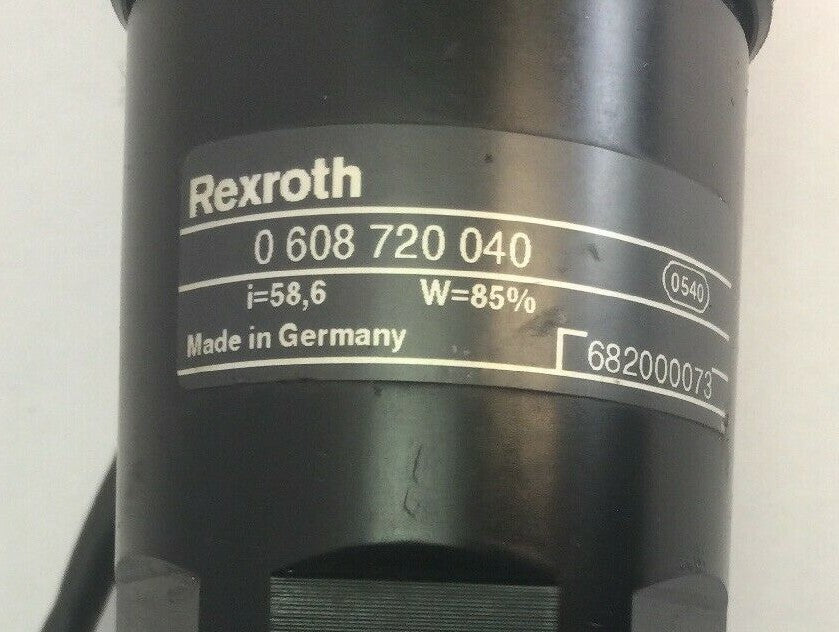 Rexroth
0 608 720 040
0540
i=58,6 W=85%
Made in Germany
682000073